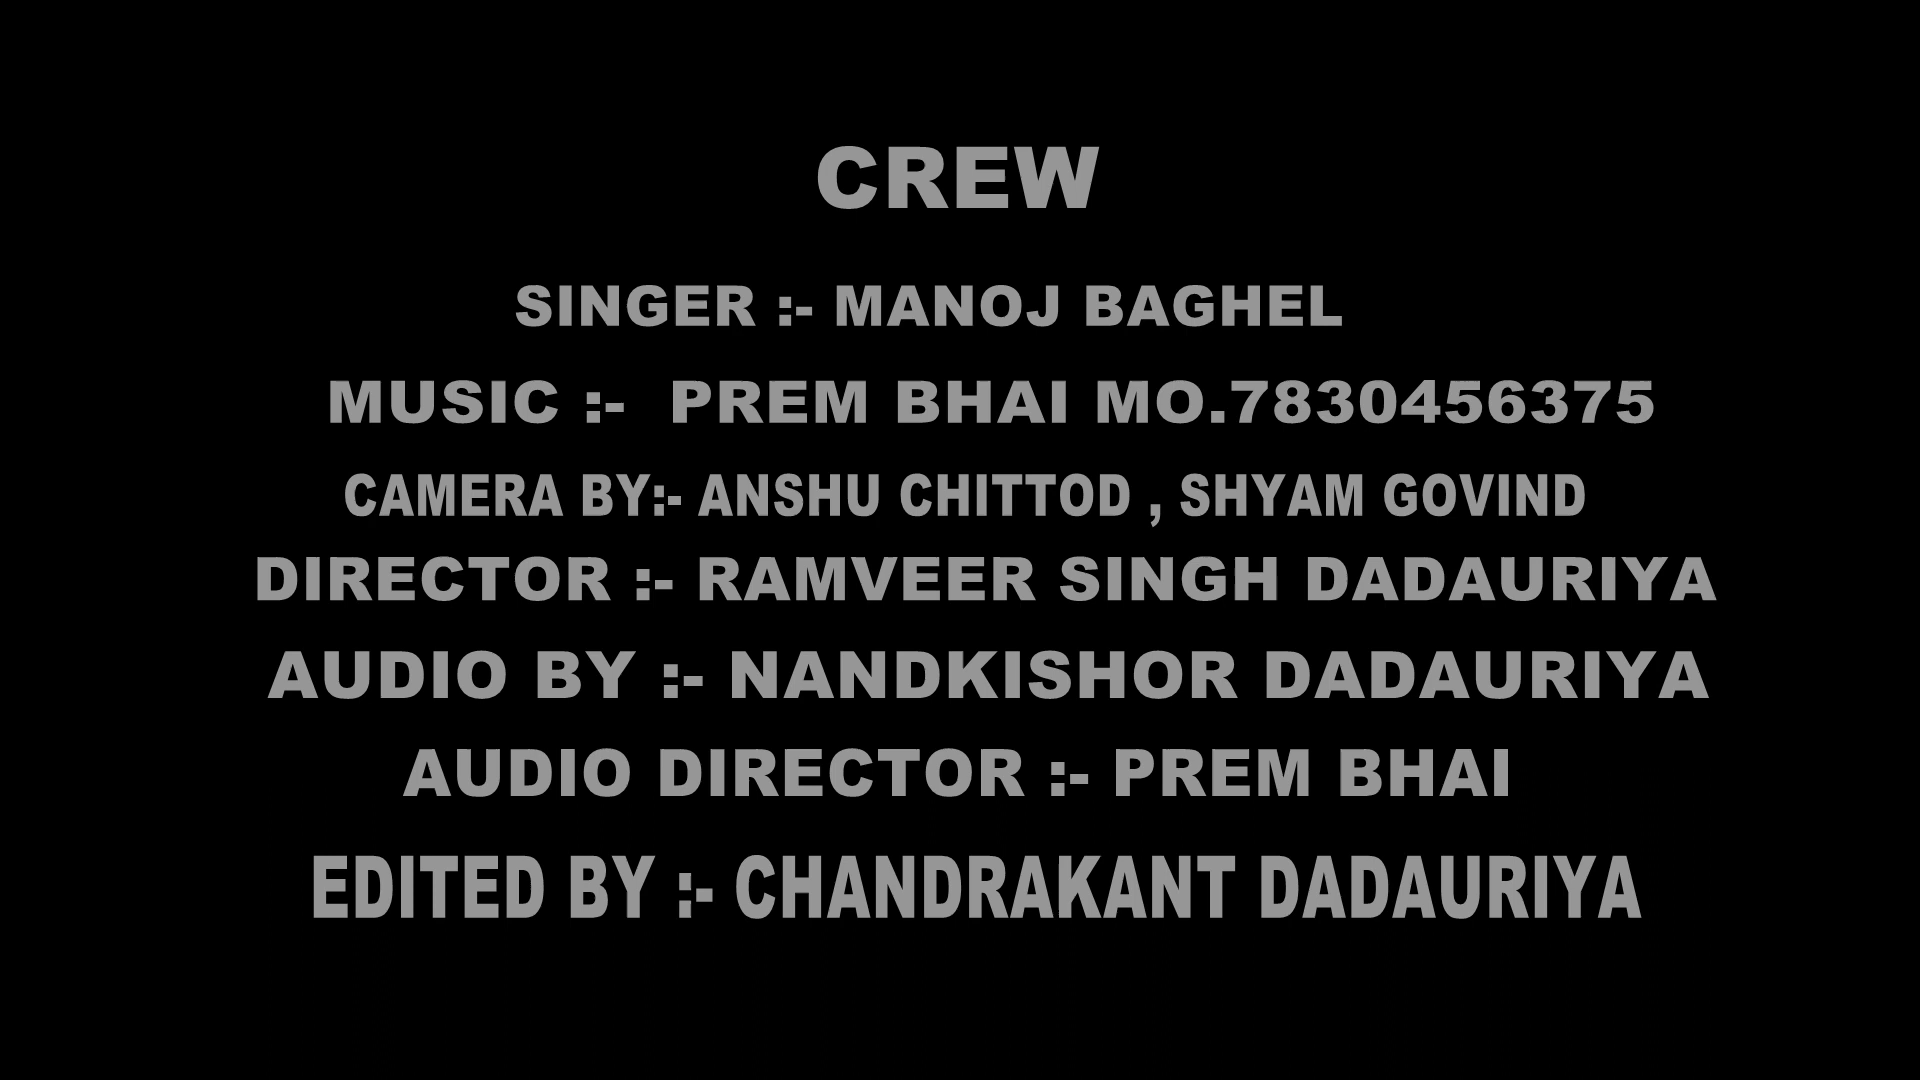 CREW
SINGER :- MANOJ BAGHEL
MUSIC :- PREM BHAI MO.7830456375
CAMERA BY:- ANSHU CHITTOD , SHYAM GOVIND
DIRECTOR :- RAMVEER SINGH DADAURIYA
AUDIO BY :- NANDKISHOR DADAURIYA
AUDIO DIRECTOR :- PREM BHAI
EDITED BY :- CHANDRAKANT DADAURIYA